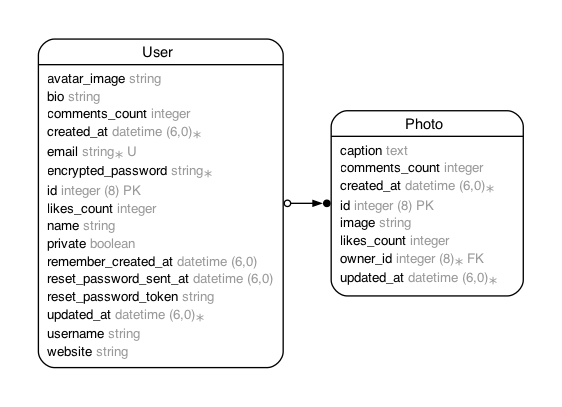 User
avatar_image string
bio string
comments_count integer
created_at datetime (6,0)∗
email string∗ U
encrypted_password string∗
id integer (8) PK
likes_count integer
name string
private boolean
remember_created_at datetime (6,0)
reset_password_sent_at datetime (6,0)
reset_password_token string
updated_at datetime (6,0)∗
username string
website string
Photo
caption text
comments_count integer
created_at datetime (6,0)∗
id integer (8) PK
image string
likes_count integer
owner_id integer (8)∗ FK
updated_at datetime (6,0)∗